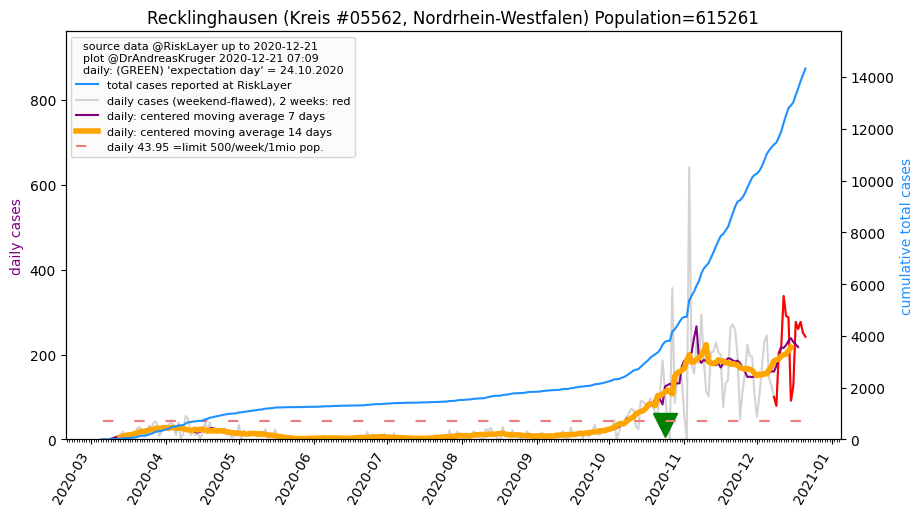 Recklinghausen (Kreis #05562, Nordrhein-Westfalen) Population=615261
source data @RiskLayer up to 2020-12-21
plot @DrAndreasKruger 2020-12-21 07:09
daily: (GREEN) 'expectation day' = 24.10.2020
total cases reported at RiskLayer
daily cases (weekend-flawed), 2 weeks: red
daily: centered moving average 7 days
daily: centered moving average 14 days
daily 43.95 =limit 500/week/1mio pop.
daily cases
800
600
400
200
0
14000
12000
10000
8000
6000
4000
2000
0
cumulative total cases
2020-03
2020-04
2020-05
2020-06
2020-07
2020-08
2020-09
2020-10
2020-11
2020-12
2021-01